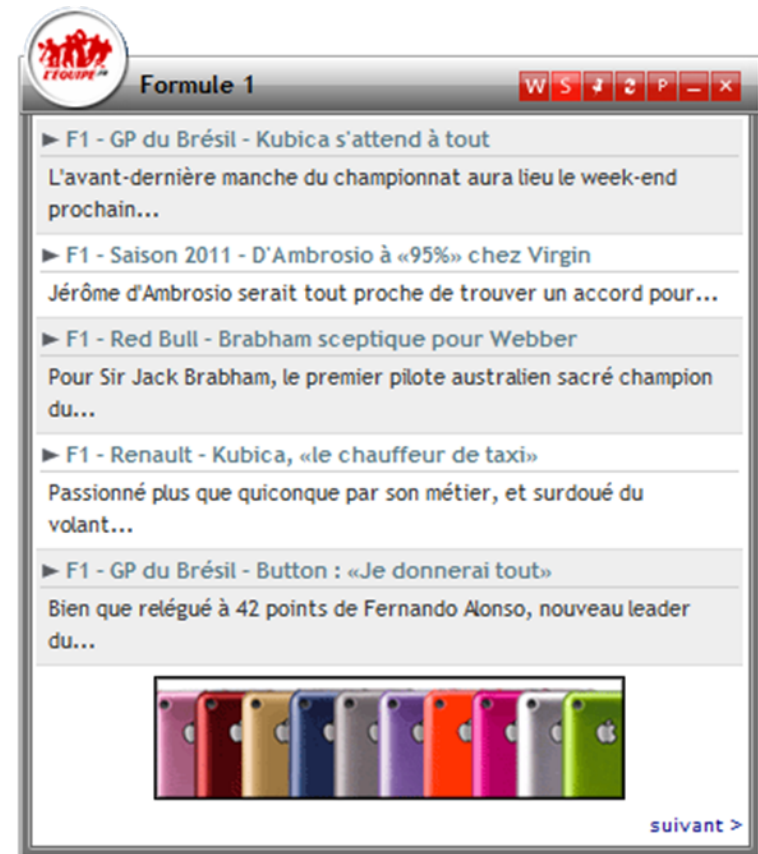 L'EQUIPE.fr
Formule 1
W S P
► F1 - GP du Brésil - Kubica s'attend à tout
L'avant-dernière manche du championnat aura lieu le week-end
prochain...
► F1 - Saison 2011 - D'Ambrosio à «95%» chez Virgin
Jérôme d'Ambrosio serait tout proche de trouver un accord pour...
► F1 - Red Bull - Brabham sceptique pour Webber
Pour Sir Jack Brabham, le premier pilote australien sacré champion
du...
► F1 - Renault - Kubica, «le chauffeur de taxi»
Passionné plus que quiconque par son métier, et surdoué du
volant...
► F1 - GP du Brésil - Button : «Je donnerai tout»
Bien que relégué à 42 points de Fernando Alonso, nouveau leader
du...
suivant >